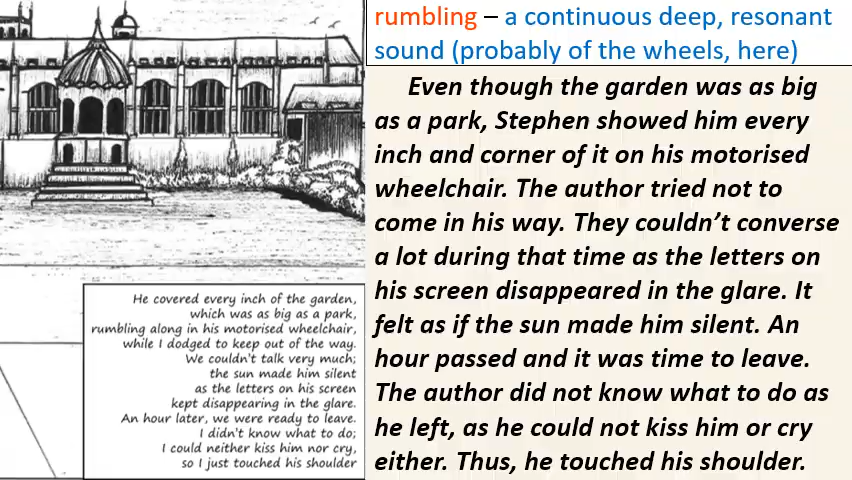 rumbling – a continuous deep, resonant
sound (probably of the wheels, here)
Even though the garden was as big
as a park, Stephen showed him every
inch and corner of it on his motorised
wheelchair. The author tried not to
come in his way. They couldn’t converse
a lot during that time as the letters on
his screen disappeared in the glare. It
felt as if the sun made him silent. An
hour passed and it was time to leave.
The author did not know what to do as
he left, as he could not kiss him or cry
either. Thus, he touched his shoulder.
He covered every inch of the garden,
which was as big as a park,
rumbling along in his motorised wheelchair,
while I dodged to keep out of the way.
We couldn't talk very much;
the sun made him silent
as the letters on his screen
kept disappearing in the glare.
An hour later, we were ready to leave.
I didn't know what to do;
I could neither kiss him nor cry,
so I just touched his shoulder